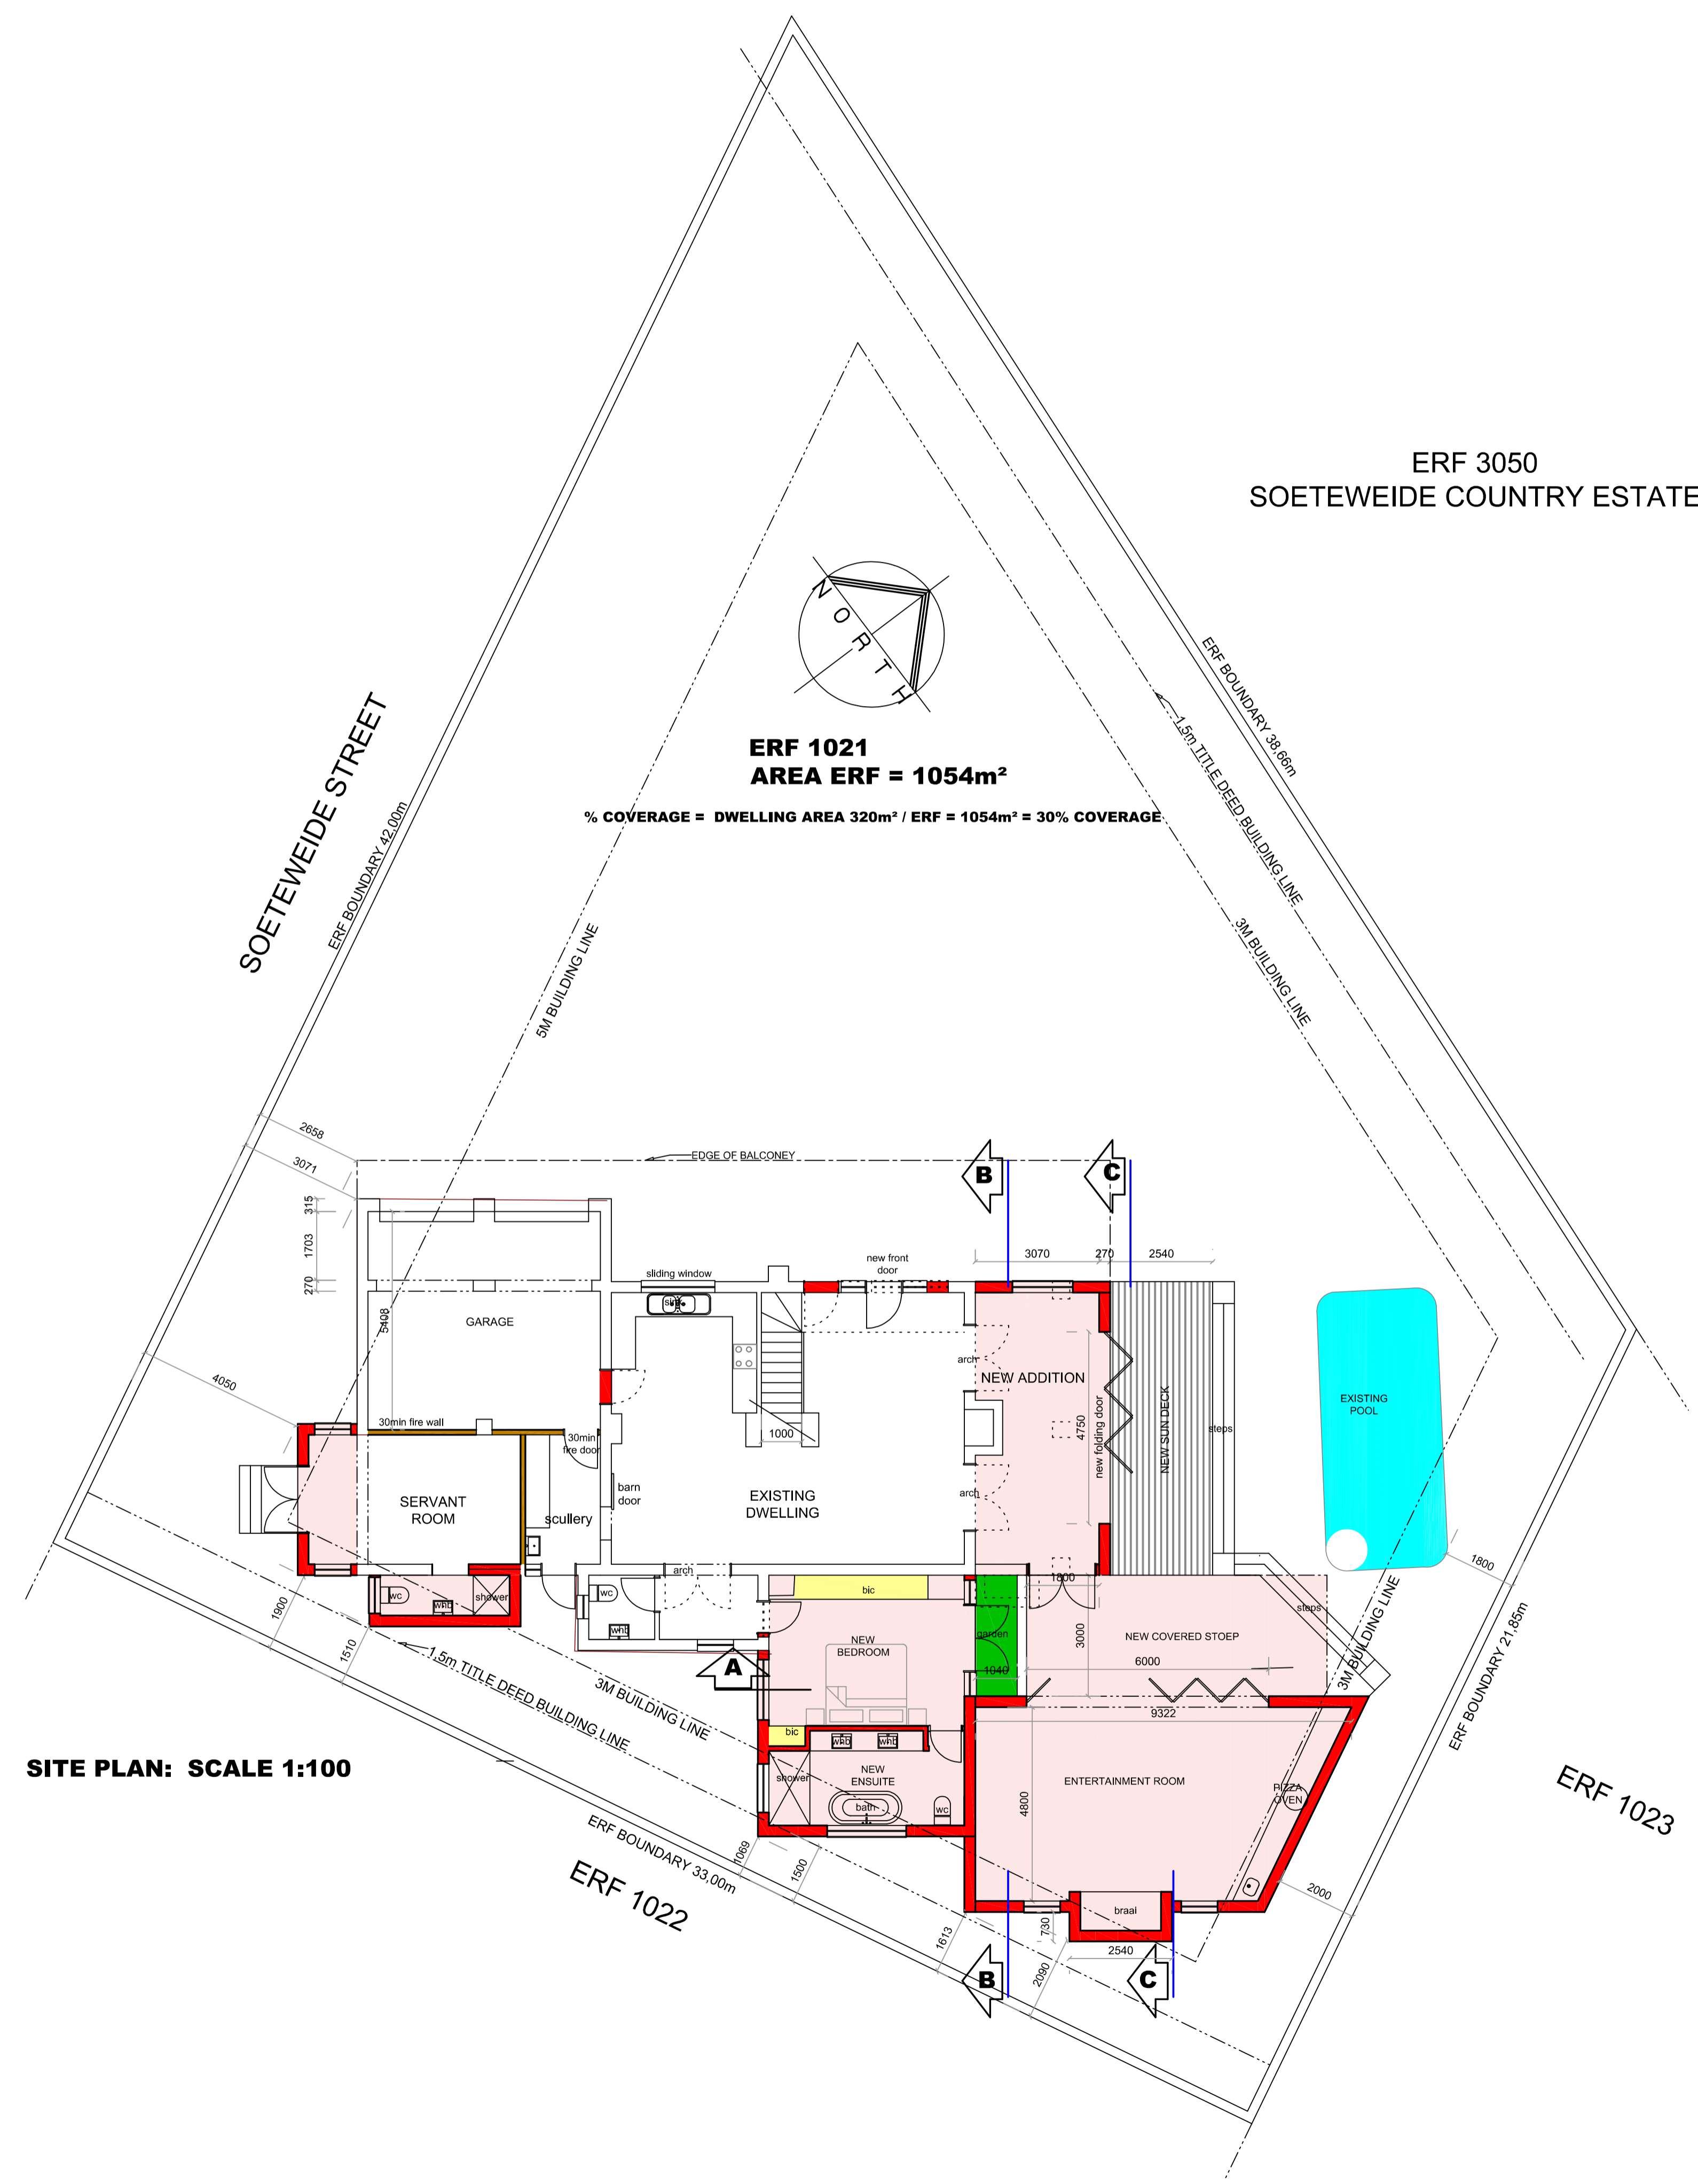 ERF 3050
SOETEWEIDE COUNTRY ESTATE
NORTH
ERF BOUNDARY 38,66m
1,5m TITLE DEED BUILDING LINE
3M BUILDING LINE
SOETEWEIDE STREET
ERF BOUNDARY 42,00m
5M BUILDING LINE
ERF 1021
AREA ERF = 1054m²
% COVERAGE = DWELLING AREA 320m² / ERF = 1054m² = 30% COVERAGE
2658
3071
EDGE OF BALCONEY
B
C
315
1703
270
5408
3070
270
2540
new front
door
sliding window
sink
GARAGE
4050
30min fire wall
30min
fire door
1000
arch
NEW ADDITION
4750
new folding door
NEW SUN DECK
steps
EXISTING
POOL
SERVANT
ROOM
scullery
barn
door
EXISTING
DWELLING
arch
1800
1900
1510
wc
whb
shower
wc
whb
arch
bic
NEW
BEDROOM
garden
1040
1800
3000
NEW COVERED STOEP
6000
steps
3M BUILDING LINE
ERF BOUNDARY 21,85m
A
1,5m TITLE DEED BUILDING LINE
3M BUILDING LINE
9322
bic
whb
whb
NEW
ENSUITE
shower
bath
wc
ENTERTAINMENT ROOM
4800
PIZZA
OVEN
SITE PLAN: SCALE 1:100
ERF BOUNDARY 33,00m
ERF 1022
ERF 1023
1069
1500
2000
1613
730
braai
2540
2090
B
C